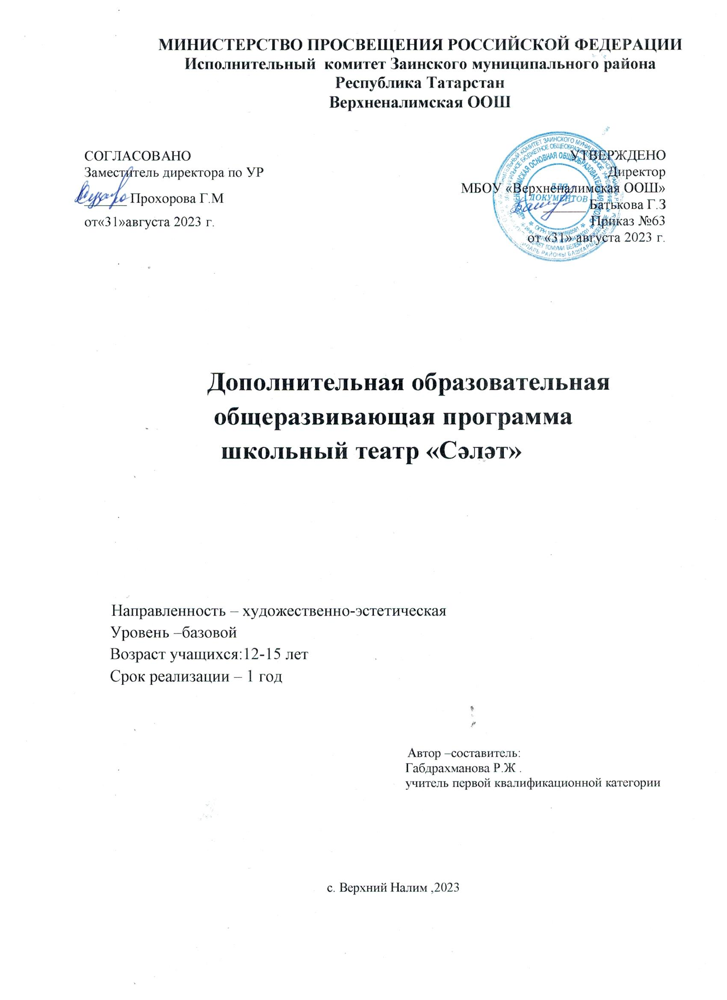 МИНИСТЕРСТВО ПРОСВЕЩЕНИЯ РОССИЙСКОЙ ФЕДЕРАЦИИ
Исполнительный комитет Заинского муниципального района
Республика Татарстан
Верхненалимская ООШ
СОГЛАСОВАНО
Заместитель директора по УР
______ Прохорова Г.М
от«31»августа 2023 г.
УТВЕРЖДЕНО
Директор
МБОУ «Верхненалимская ООШ»
______ Батькова Г.З
Приказ №63
от «31» августа 2023 г.
ДЛЯ
ДОКУМЕНТОВ
Дополнительная образовательная
общеразвивающая программа
школьный театр «Сәләт»
Направленность – художественно-эстетическая
Уровень –базовой
Возраст учащихся:12-15 лет
Срок реализации – 1 год
Автор –составитель:
Габдрахманова Р.Ж .
учитель первой квалификационной категории
с. Верхний Налим ,2023